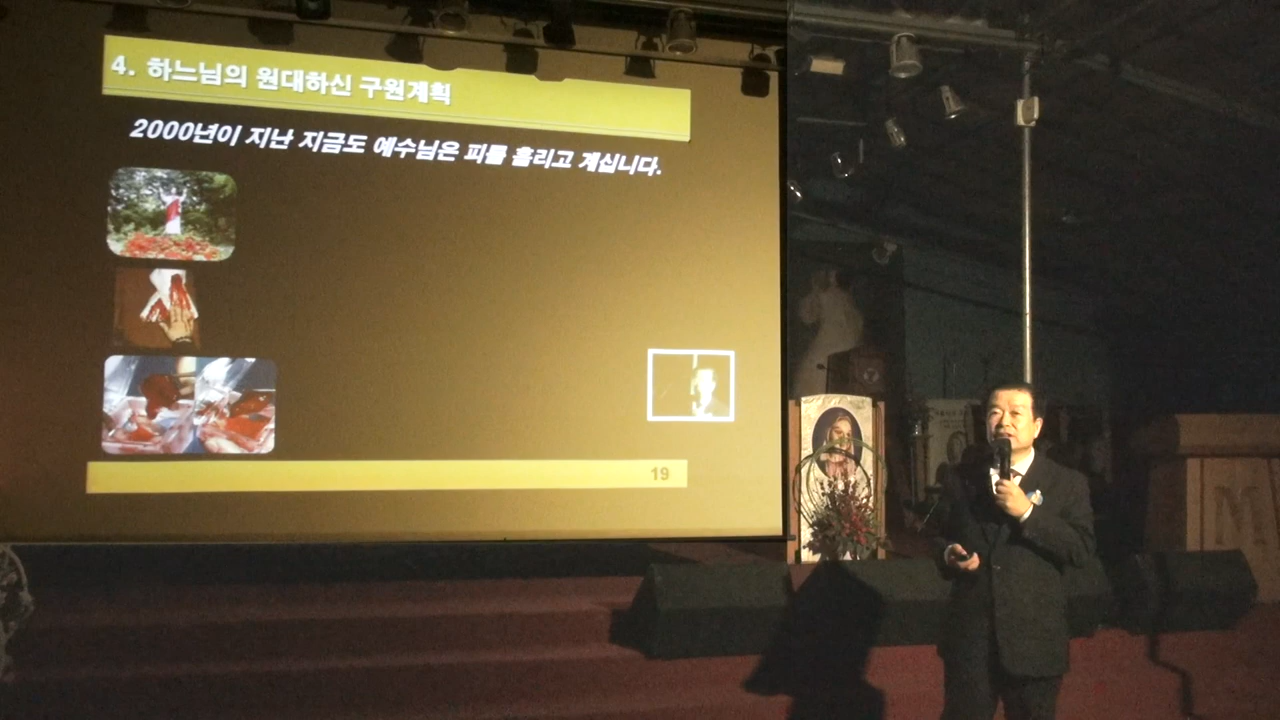 4. 하느님의 원대하신 구원계획
2000년이 지난 지금도 예수님은 피를 흘리고 계십니다.
19
M